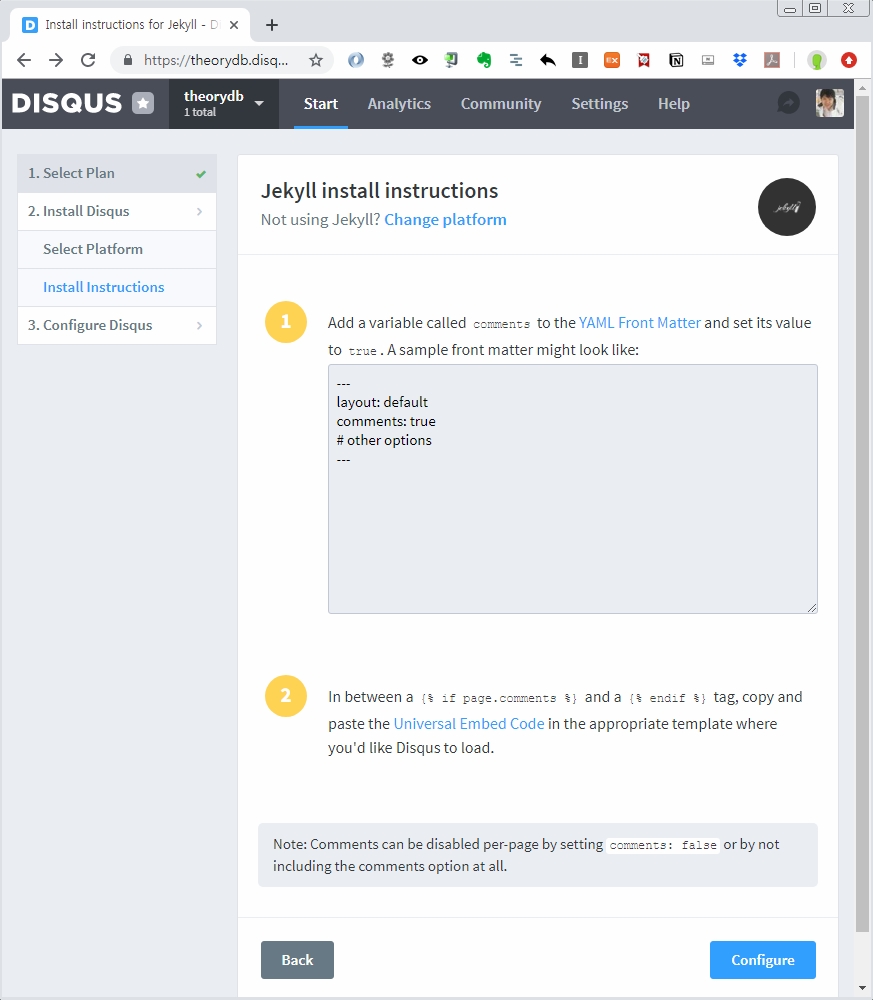 Install instructions for Jekyll - D
https://theorydb.disq...
DISQUS
theorydb
1 total
Start
Analytics
Community
Settings
Help
1. Select Plan
2. Install Disqus
Select Platform
Install Instructions
3. Configure Disqus
Jekyll install instructions
Not using Jekyll? Change platform
jekyll
1
Add a variable called comments to the YAML Front Matter and set its value
to true. A sample front matter might look like:
---
layout: default
comments: true
# other options
---
2
In between a {% if page.comments %} and a {% endif %} tag, copy and
paste the Universal Embed Code in the appropriate template where
you'd like Disqus to load.
Note: Comments can be disabled per-page by setting comments: false or by not
including the comments option at all.
Back
Configure